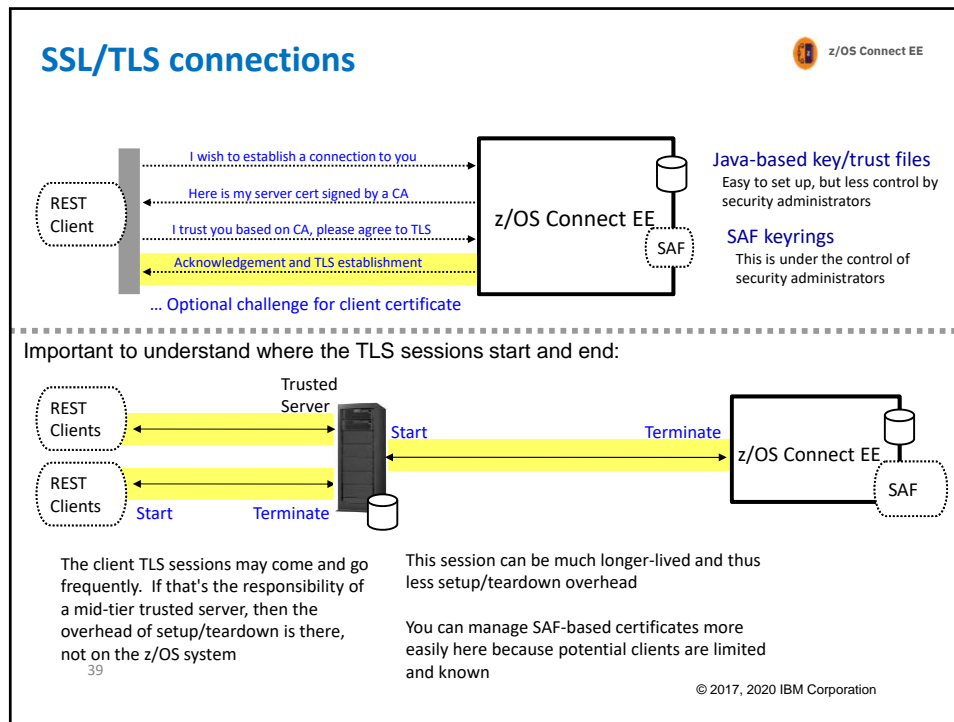 SSL/TLS connections
z/OS Connect EE
I wish to establish a connection to you
Here is my server cert signed by a CA
I trust you based on CA, please agree to TLS
Acknowledgement and TLS establishment
... Optional challenge for client certificate
REST
Client
z/OS Connect EE
SAF
Java-based key/trust files
Easy to set up, but less control by
security administrators
SAF keyrings
This is under the control of
security administrators
Important to understand where the TLS sessions start and end:
REST
Clients
REST
Clients
Start
Terminate
Trusted
Server
Start
Terminate
z/OS Connect EE
SAF
The client TLS sessions may come and go
frequently. If that's the responsibility of
a mid-tier trusted server, then the
overhead of setup/teardown is there,
not on the z/OS system
This session can be much longer-lived and thus
less setup/teardown overhead
You can manage SAF-based certificates more
easily here because potential clients are limited
and known
39
© 2017, 2020 IBM Corporation